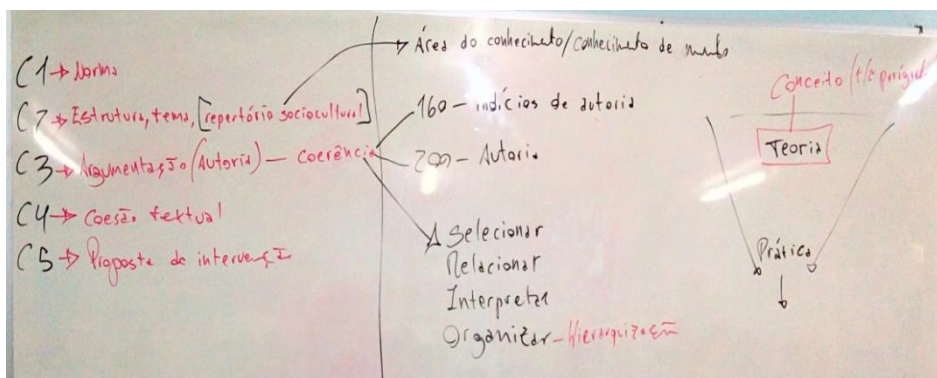 C1 → Norma
C2 → Estrutura, tema, [repertório sociocultural]
C3 → Argumentação (Autoria) — coerência
C4 → Coesão textual
C5 → Proposta de intervenção
Área do conhecimento/conhecimento de mundo
160 – indícios de autoria
200 – Autoria
Selecionar
Relacionar
Interpretar
Organizar – Hierarquização
Conceito
Teoria
Prática